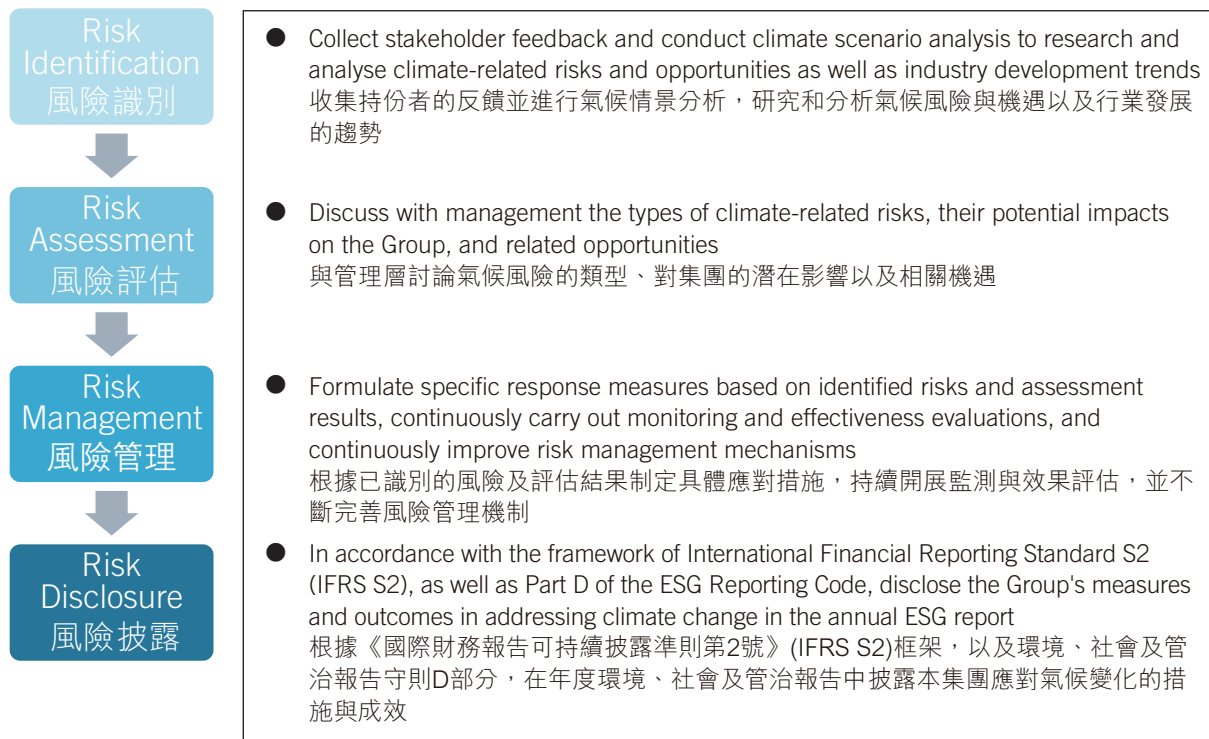 Risk
Identification
風險識別
● Collect stakeholder feedback and conduct climate scenario analysis to research and
analyse climate-related risks and opportunities as well as industry development trends
收集持份者的反饋並進行氣候情景分析，研究和分析氣候風險與機遇以及行業發展
的趨勢
Risk
Assessment
風險評估
● Discuss with management the types of climate-related risks, their potential impacts
on the Group, and related opportunities
與管理層討論氣候風險的類型、對集團的潛在影響以及相關機遇
Risk
Management
風險管理
● Formulate specific response measures based on identified risks and assessment
results, continuously carry out monitoring and effectiveness evaluations, and
continuously improve risk management mechanisms
根據已識別的風險及評估結果制定具體應對措施，持續開展監測與效果評估，並不
斷完善風險管理機制
Risk
Disclosure
風險披露
● In accordance with the framework of International Financial Reporting Standard S2
(IFRS S2), as well as Part D of the ESG Reporting Code, disclose the Group's measures
and outcomes in addressing climate change in the annual ESG report
根據《國際財務報告可持續披露準則第2號》(IFRS S2)框架，以及環境、社會及管
治報告守則D部分，在年度環境、社會及管治報告中披露本集團應對氣候變化的措
施與成效